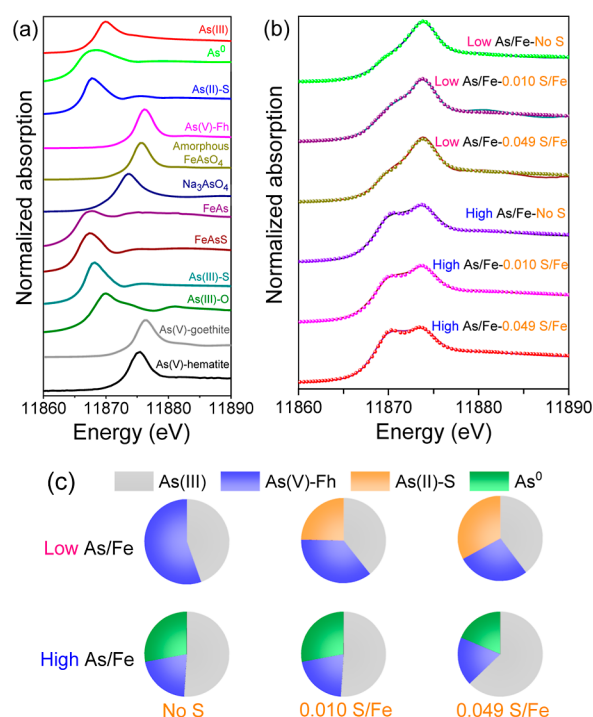 (a)
As(III)
As⁰
As(II)-S
As(V)-Fh
Amorphous
FeAsO₄
Na₃AsO₄
FeAs
FeAsS
As(III)-S
As(III)-O
As(V)-goethite
As(V)-hematite
Normalized absorption
11860 11870 11880 11890
Energy (eV)
(b)
Low As/Fe-No S
Low As/Fe-0.010 S/Fe
Low As/Fe-0.049 S/Fe
High As/Fe-No S
High As/Fe-0.010 S/Fe
High As/Fe-0.049 S/Fe
Normalized absorption
11860 11870 11880 11890
Energy (eV)
(c)
As(III) As(V)-Fh As(II)-S As⁰
Low As/Fe
High As/Fe
No S 0.010 S/Fe 0.049 S/Fe